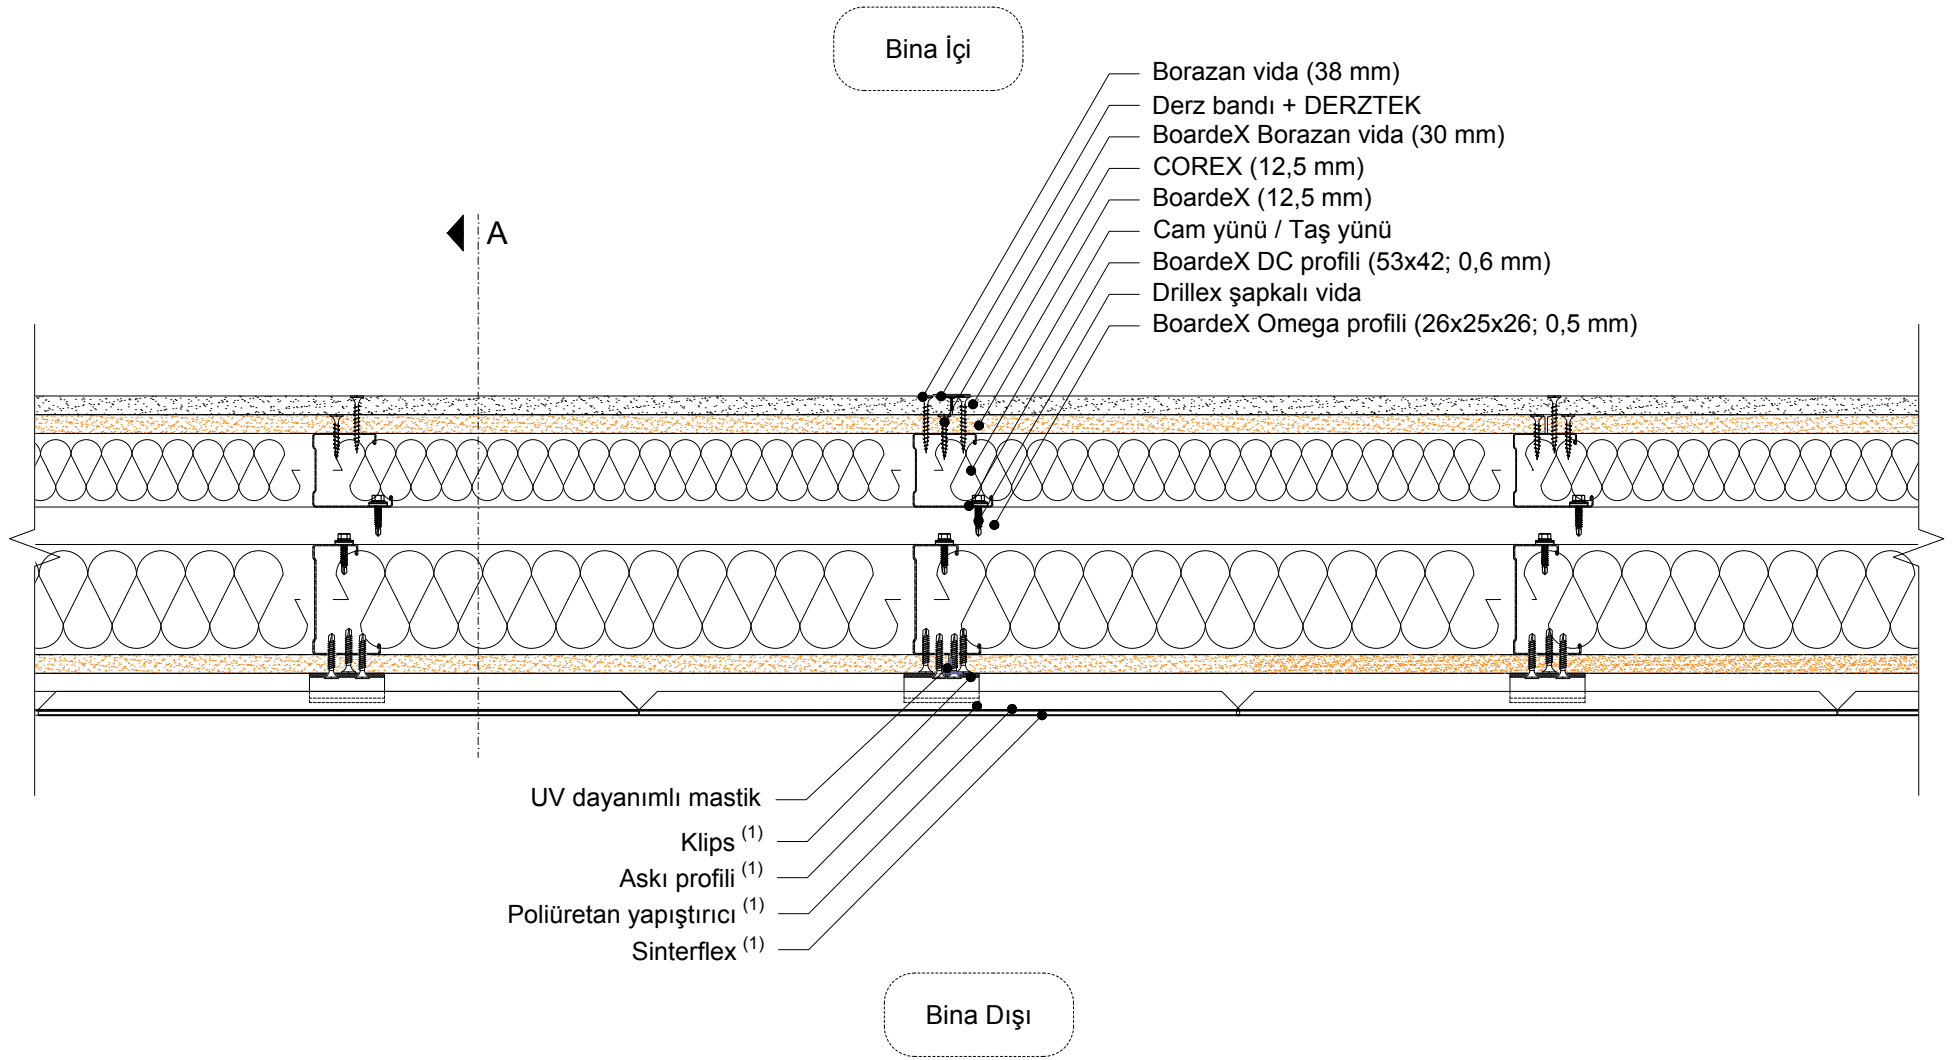 Bina İçi
Borazan vida (38 mm)
Derz bandı + DERZTEK
BoardeX Borazan vida (30 mm)
COREX (12,5 mm)
BoardeX (12,5 mm)
Cam yünü / Taş yünü
BoardeX DC profili (53x42; 0,6 mm)
Drillex şapkalı vida
BoardeX Omega profili (26x25x26; 0,5 mm)
A
UV dayanımlı mastik
Klips (1)
Askı profili (1)
Poliüretan yapıştırıcı (1)
Sinterflex (1)
Bina Dışı